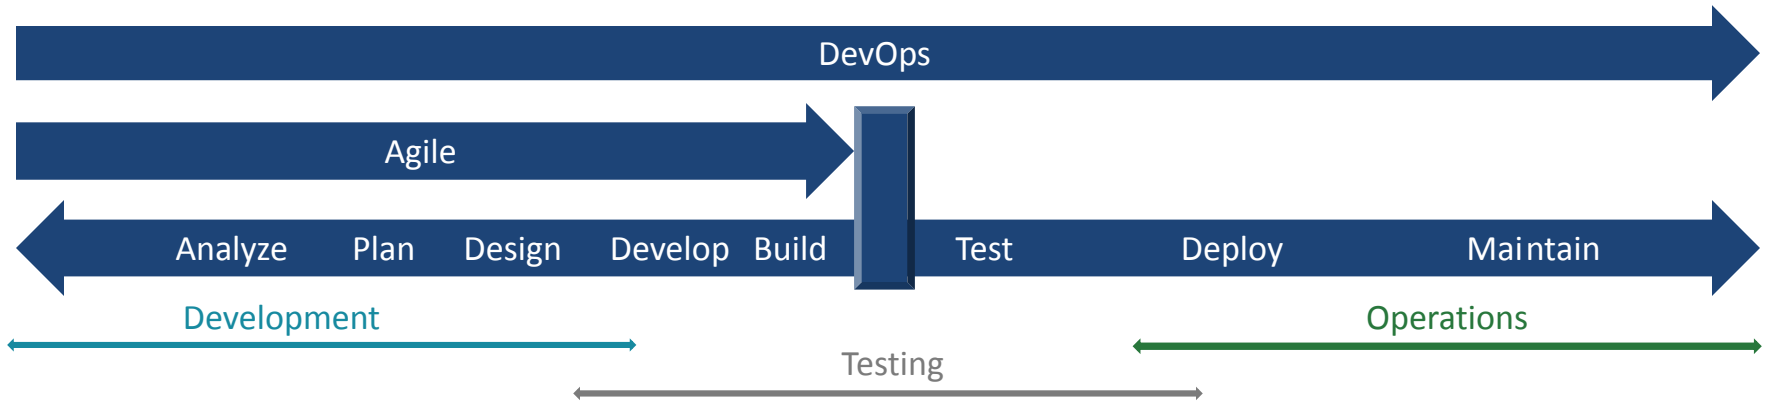 DevOps
Agile
Analyze Plan Design Develop Build Test Deploy Maintain
Development Operations
Testing